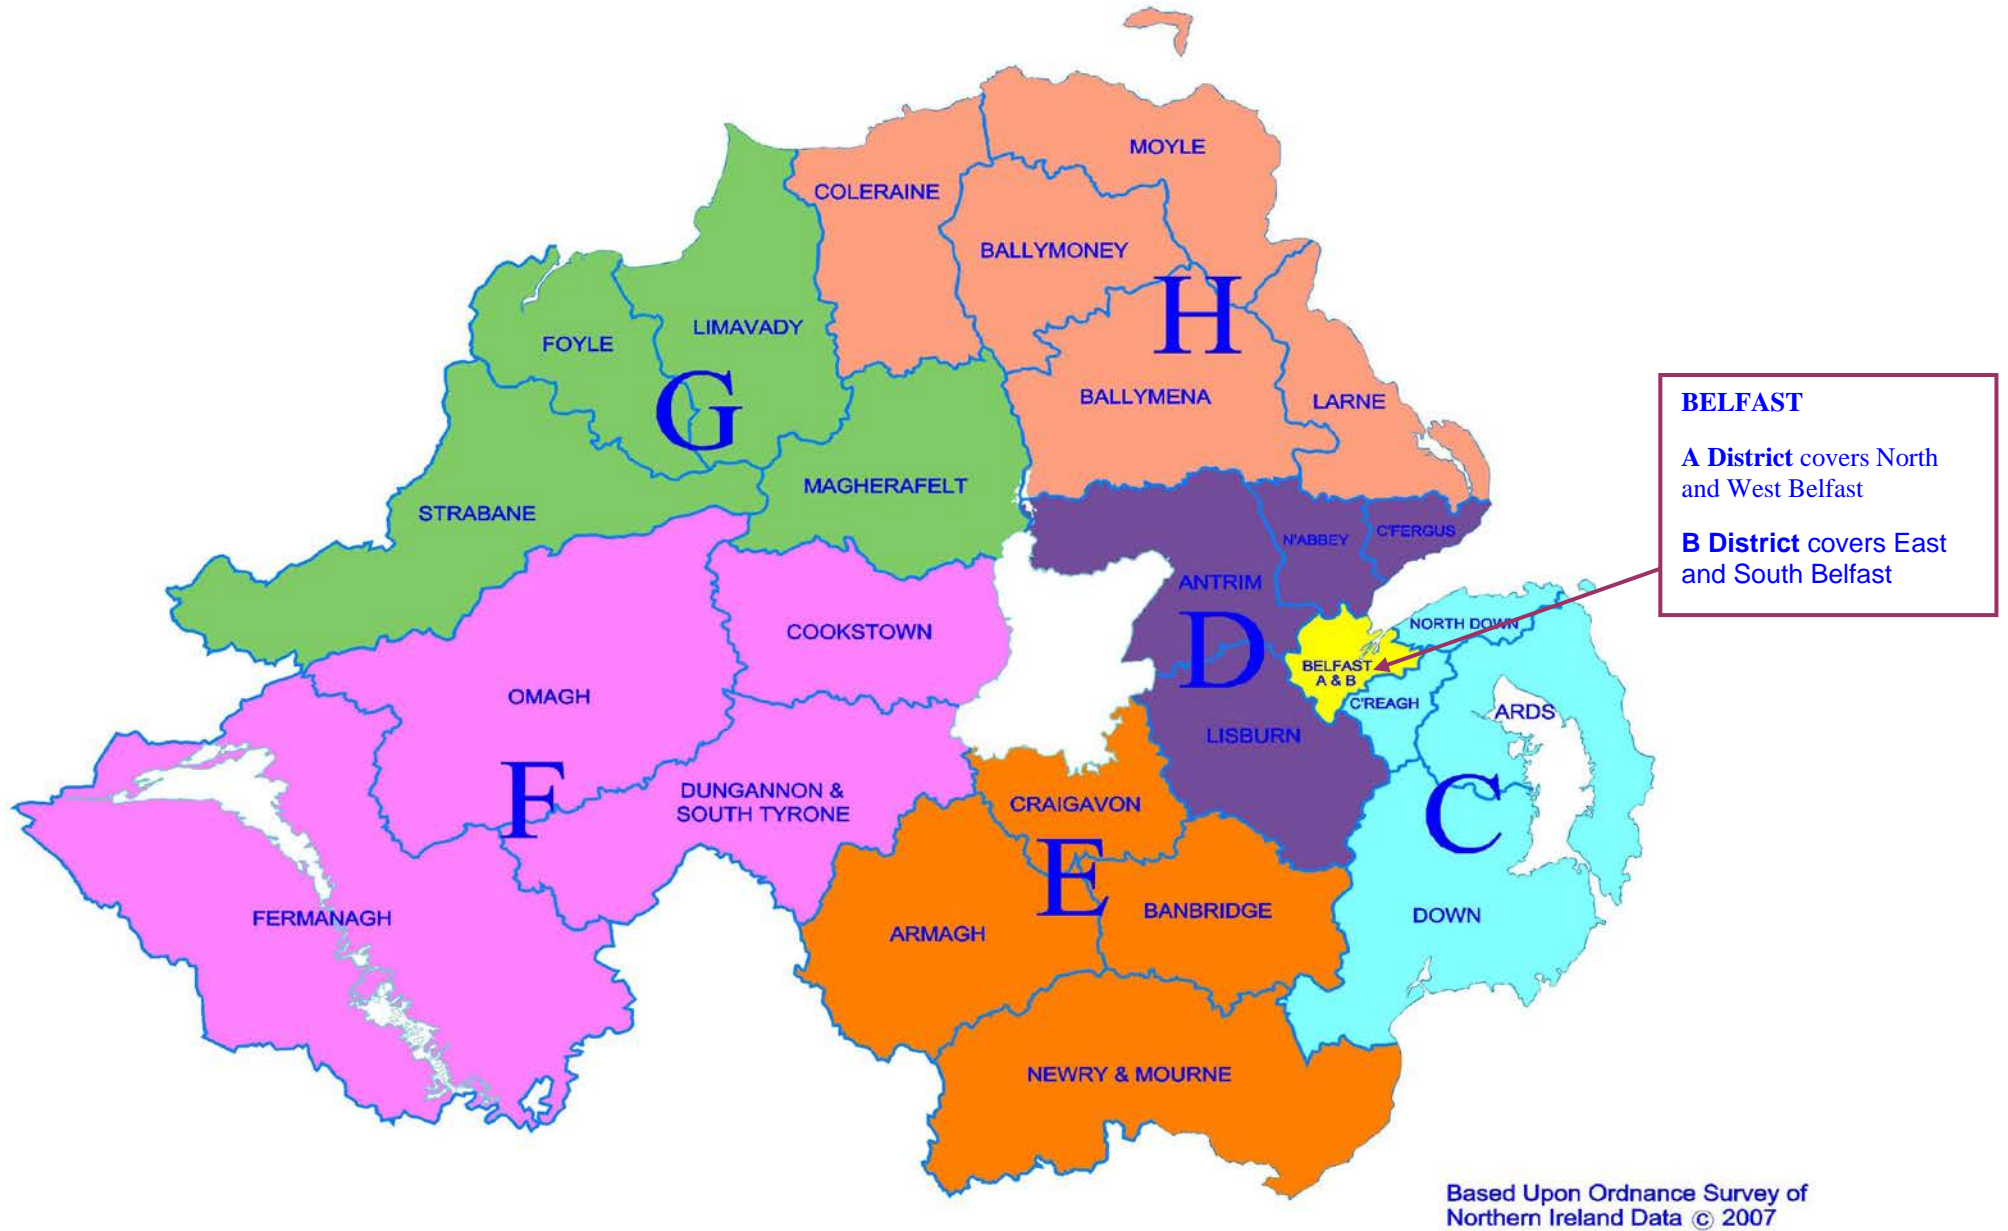 MOYLE
COLERAINE
BALLYMONEY
H
LIMAVADY
FOYLE
G
BALLYMENA
LARNE
BELFAST
A District covers North
and West Belfast
B District covers East
and South Belfast
MAGHERAFELT
STRABANE
N'ABBEY
C'FERGUS
ANTRIM
D
COOKSTOWN
NORTH DOWN
BELFAST
A & B
OMAGH
C'REAGH
ARDS
LISBURN
F
DUNGANNON &
SOUTH TYRONE
CRAIGAVON
C
E
FERMANAGH
ARMAGH
BANBRIDGE
DOWN
NEWRY & MOURNE
Based Upon Ordnance Survey of
Northern Ireland Data © 2007